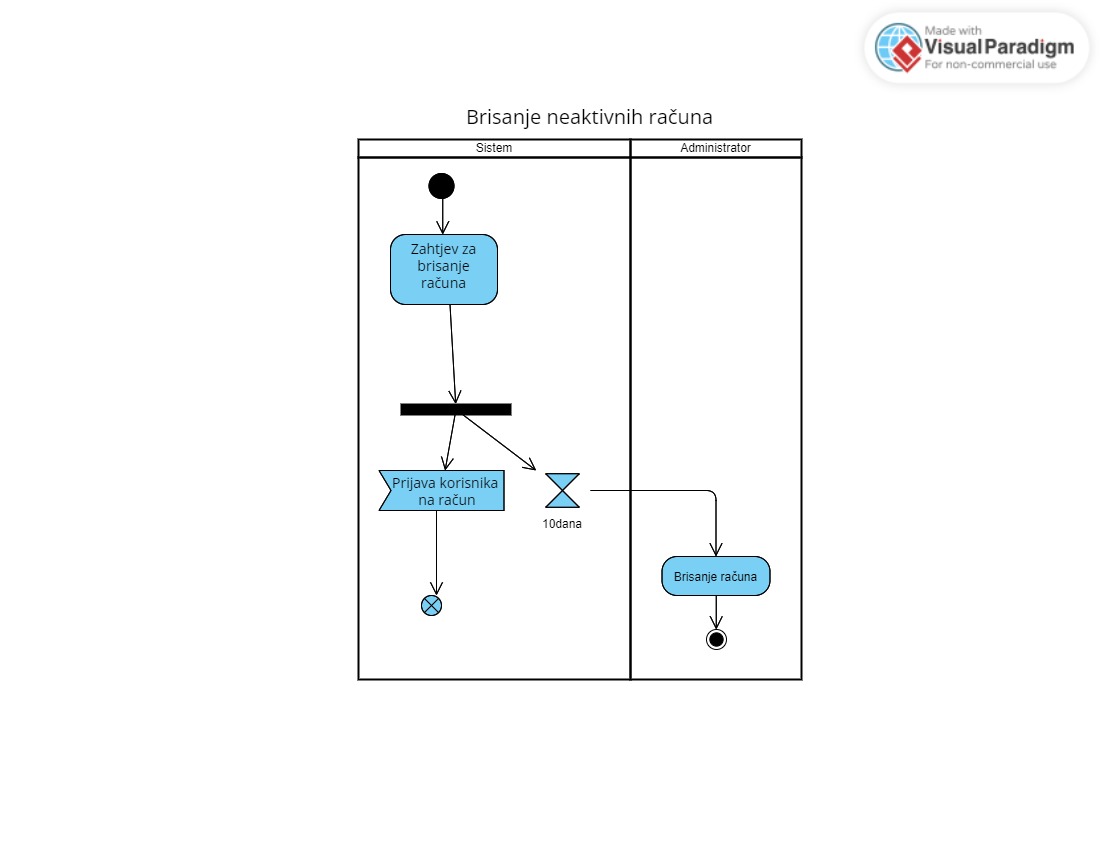 Made with
Visual Paradigm
For non-commercial use
Brisanje neaktivnih računa
Sistem
Administrator
Zahtjev za
brisanje
računa
Prijava korisnika
na račun
10dana
Brisanje računa